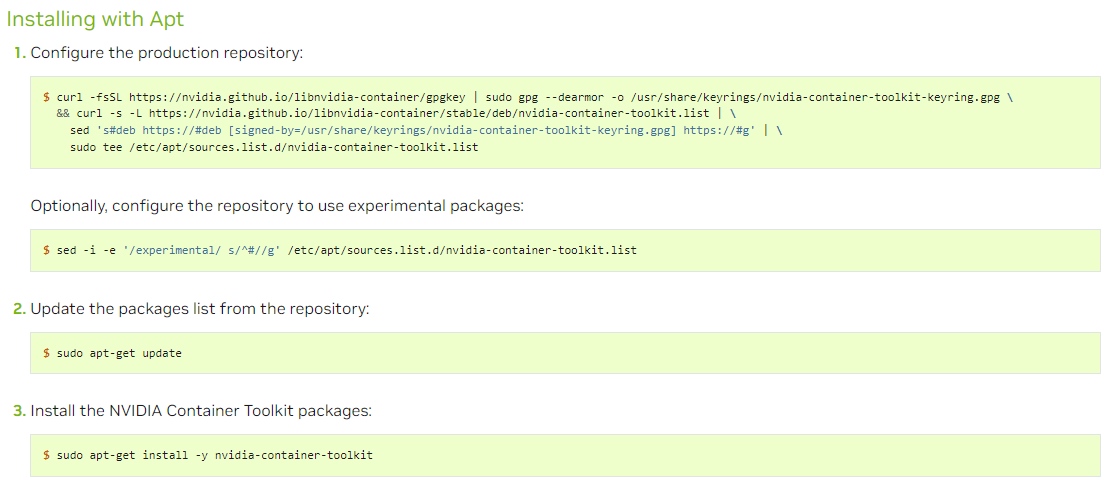 Installing with Apt
1. Configure the production repository:
$ curl -fsSL https://nvidia.github.io/libnvidia-container/gpgkey | sudo gpg --dearmor -o /usr/share/keyrings/nvidia-container-toolkit-keyring.gpg \
&& curl -s -L https://nvidia.github.io/libnvidia-container/stable/deb/nvidia-container-toolkit.list | \
sed 's#deb https://#deb [signed-by=/usr/share/keyrings/nvidia-container-toolkit-keyring.gpg] https://#g' | \
sudo tee /etc/apt/sources.list.d/nvidia-container-toolkit.list
Optionally, configure the repository to use experimental packages:
$ sed -i -e '/experimental/ s/^#//g' /etc/apt/sources.list.d/nvidia-container-toolkit.list
2. Update the packages list from the repository:
$ sudo apt-get update
3. Install the NVIDIA Container Toolkit packages:
$ sudo apt-get install -y nvidia-container-toolkit